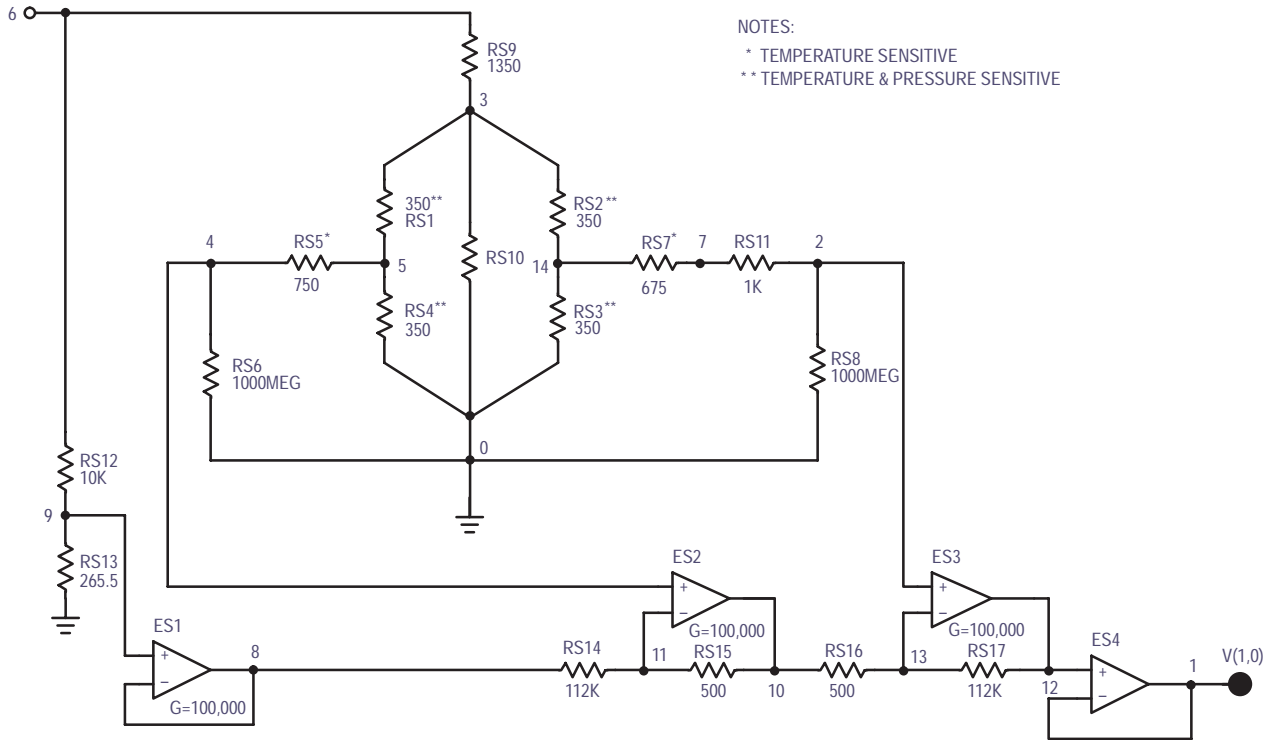 6
RS9
1350
NOTES:
* TEMPERATURE SENSITIVE
** TEMPERATURE & PRESSURE SENSITIVE
3
350**
RS1
RS2**
350
4
RS5*
750
5
RS10
14
RS7*
675
7
RS11
1K
2
RS4**
350
RS3**
350
RS6
1000MEG
RS8
1000MEG
0
RS12
10K
9
RS13
265.5
ES1
+
−
G=100,000
8
RS14
112K
11
ES2
+
−
G=100,000
RS15
500
10
RS16
500
13
ES3
+
−
G=100,000
RS17
112K
12
ES4
+
−
1
V(1,0)